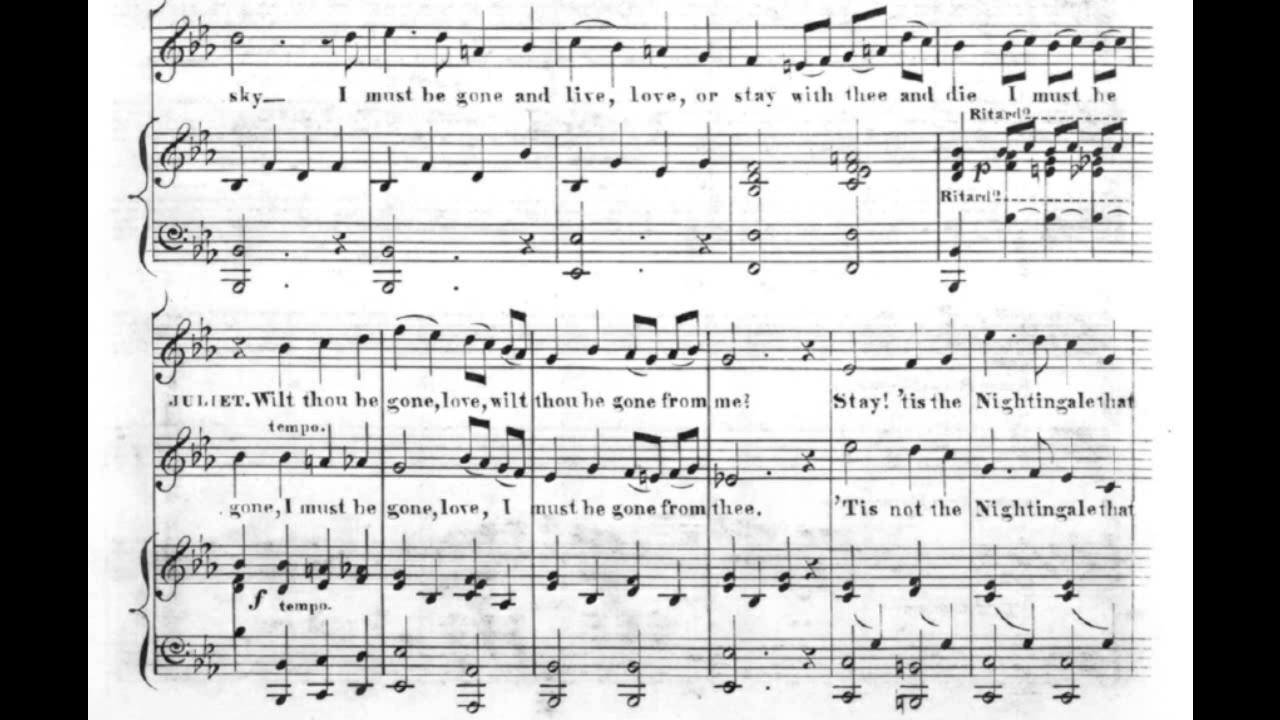 sky— I must be gone and live, love, or stay with thee and die I must be
Ritardº
p
Ritardº
JULIET. Wilt thou be gone, love, wilt thou be gone from me? Stay! 'tis the Nightingale that
tempo.
gone, I must be gone, love, I must be gone from thee. 'Tis not the Nightingale that
f tempo.